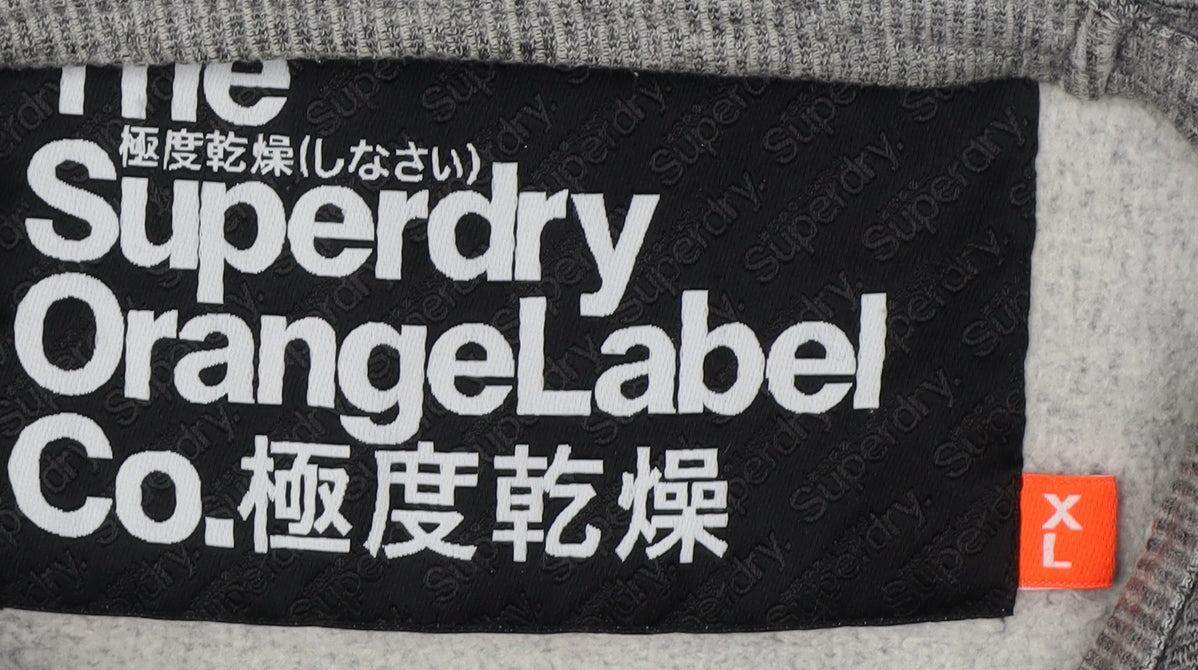 The
極度乾燥(しなさい)
Superdry
OrangeLabel
Co.極度乾燥
XL